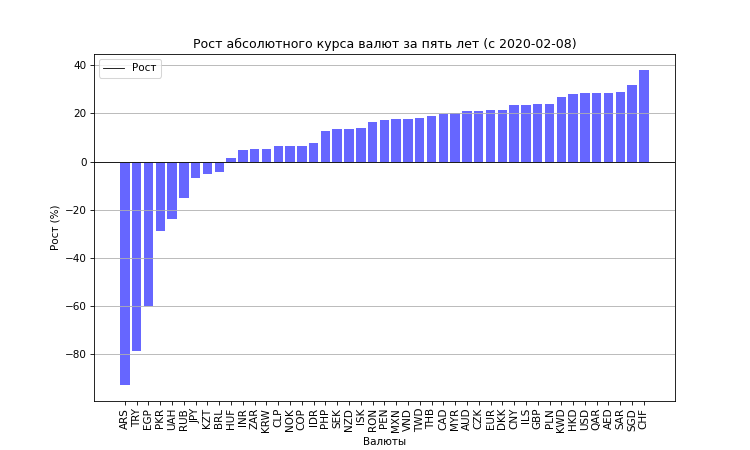 Рост абсолютного курса валют за пять лет (с 2020-02-08)
Рост
40
20
0
−20
−40
−60
−80
Рост (%)
ARS
TRY
EGP
PKR
UAH
RUB
JPY
KZT
BRL
HUF
INR
ZAR
KRW
CLP
NOK
COP
IDR
PHP
SEK
NZD
ISK
RON
PEN
MXN
VND
TWD
THB
CAD
MYR
AUD
CZK
EUR
DKK
CNY
ILS
GBP
PLN
KWD
HKD
USD
QAR
AED
SAR
SGD
CHF
Валюты